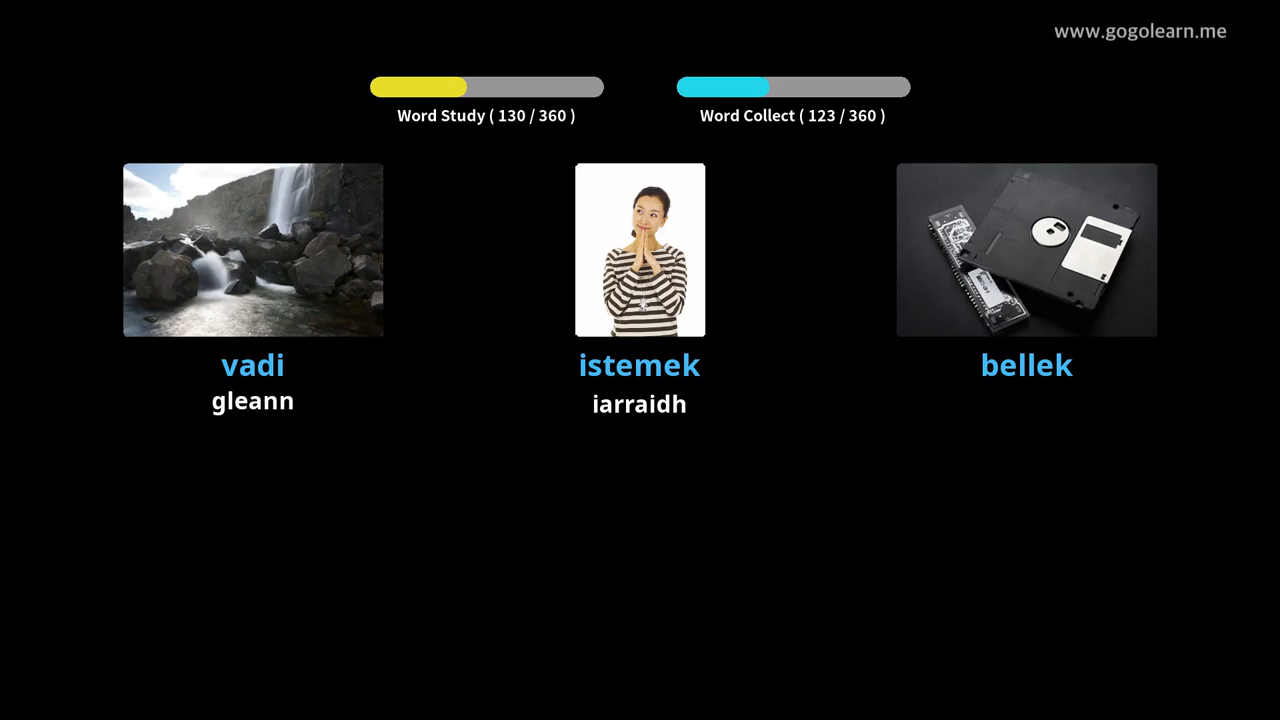 www.gogolearn.me
Word Study ( 130 / 360 )
Word Collect ( 123 / 360 )
vadi
istemek
bellek
gleann
iarraidh